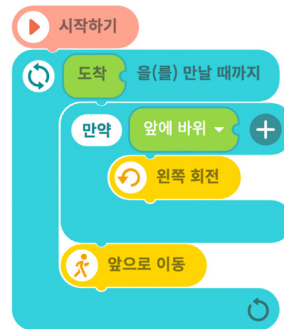 시작하기
도착 을(를) 만날 때까지
만약 앞에 바위
왼쪽 회전
앞으로 이동